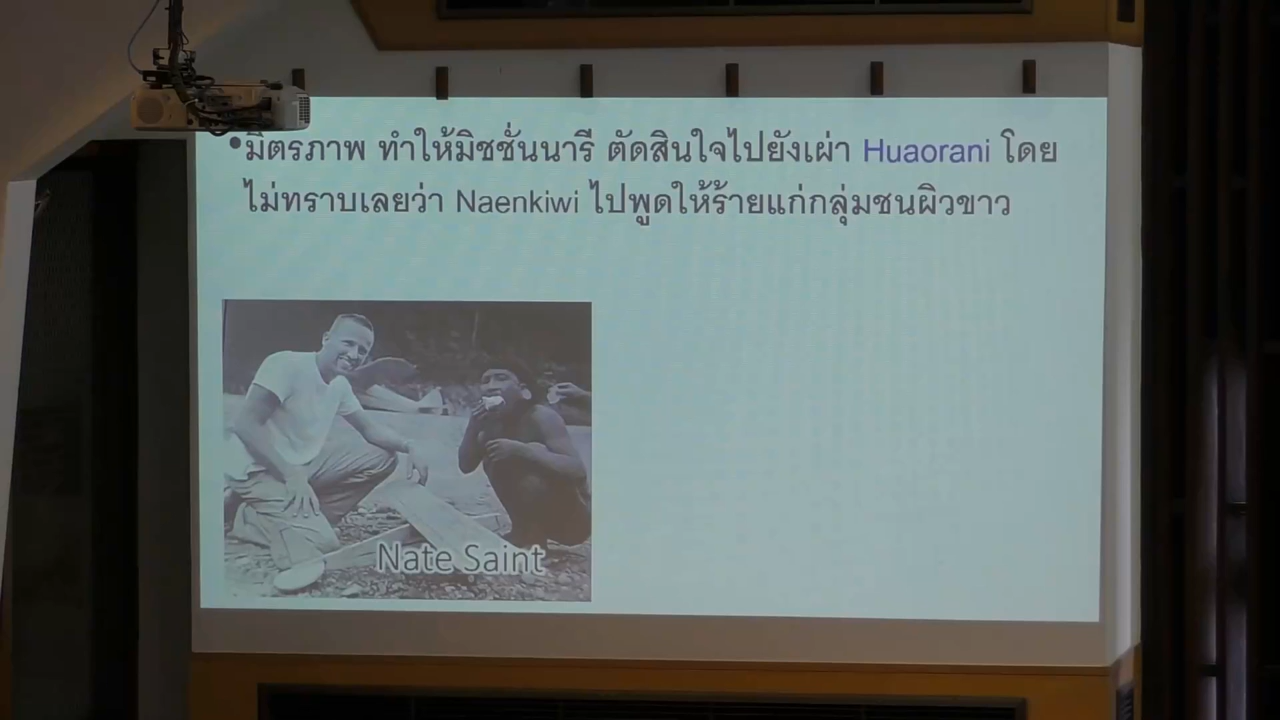 •มิตรภาพ ทำให้มิชชั่นนารี ตัดสินใจไปยังเผ่า Huaorani โดย
ไม่ทราบเลยว่า Naenkiwi ไปพูดให้ร้ายแก่กลุ่มชนผิวขาว
Nate Saint